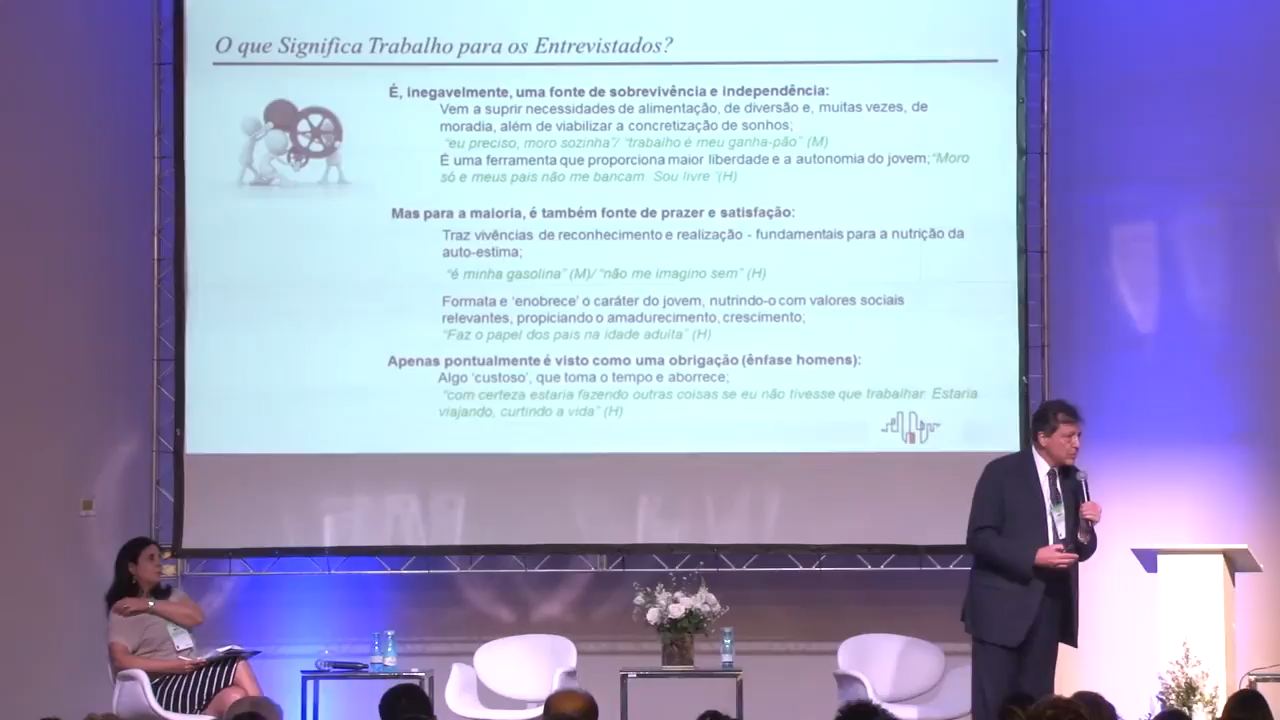 O que Significa Trabalho para os Entrevistados?
É, inegavelmente, uma fonte de sobrevivência e independência:
Vem a suprir necessidades de alimentação, de diversão e, muitas vezes, de
moradia, além de viabilizar a concretização de sonhos;
"eu preciso, moro sozinha"/ "trabalho é meu ganha-pão" (M)
É uma ferramenta que proporciona maior liberdade e a autonomia do jovem; "Moro
só e meus pais não me bancam. Sou livre "(H)
Mas para a maioria, é também fonte de prazer e satisfação:
Traz vivências de reconhecimento e realização - fundamentais para a nutrição da
auto-estima;
"é minha gasolina" (M)/ "não me imagino sem" (H)
Formata e 'enobrece' o caráter do jovem, nutrindo-o com valores sociais
relevantes, propiciando o amadurecimento, crescimento;
"Faz o papel dos pais na idade adulta" (H)
Apenas pontualmente é visto como uma obrigação (ênfase homens):
Algo 'custoso', que toma o tempo e aborrece;
"com certeza estaria fazendo outras coisas se eu não tivesse que trabalhar. Estaria
viajando, curtindo a vida" (H)